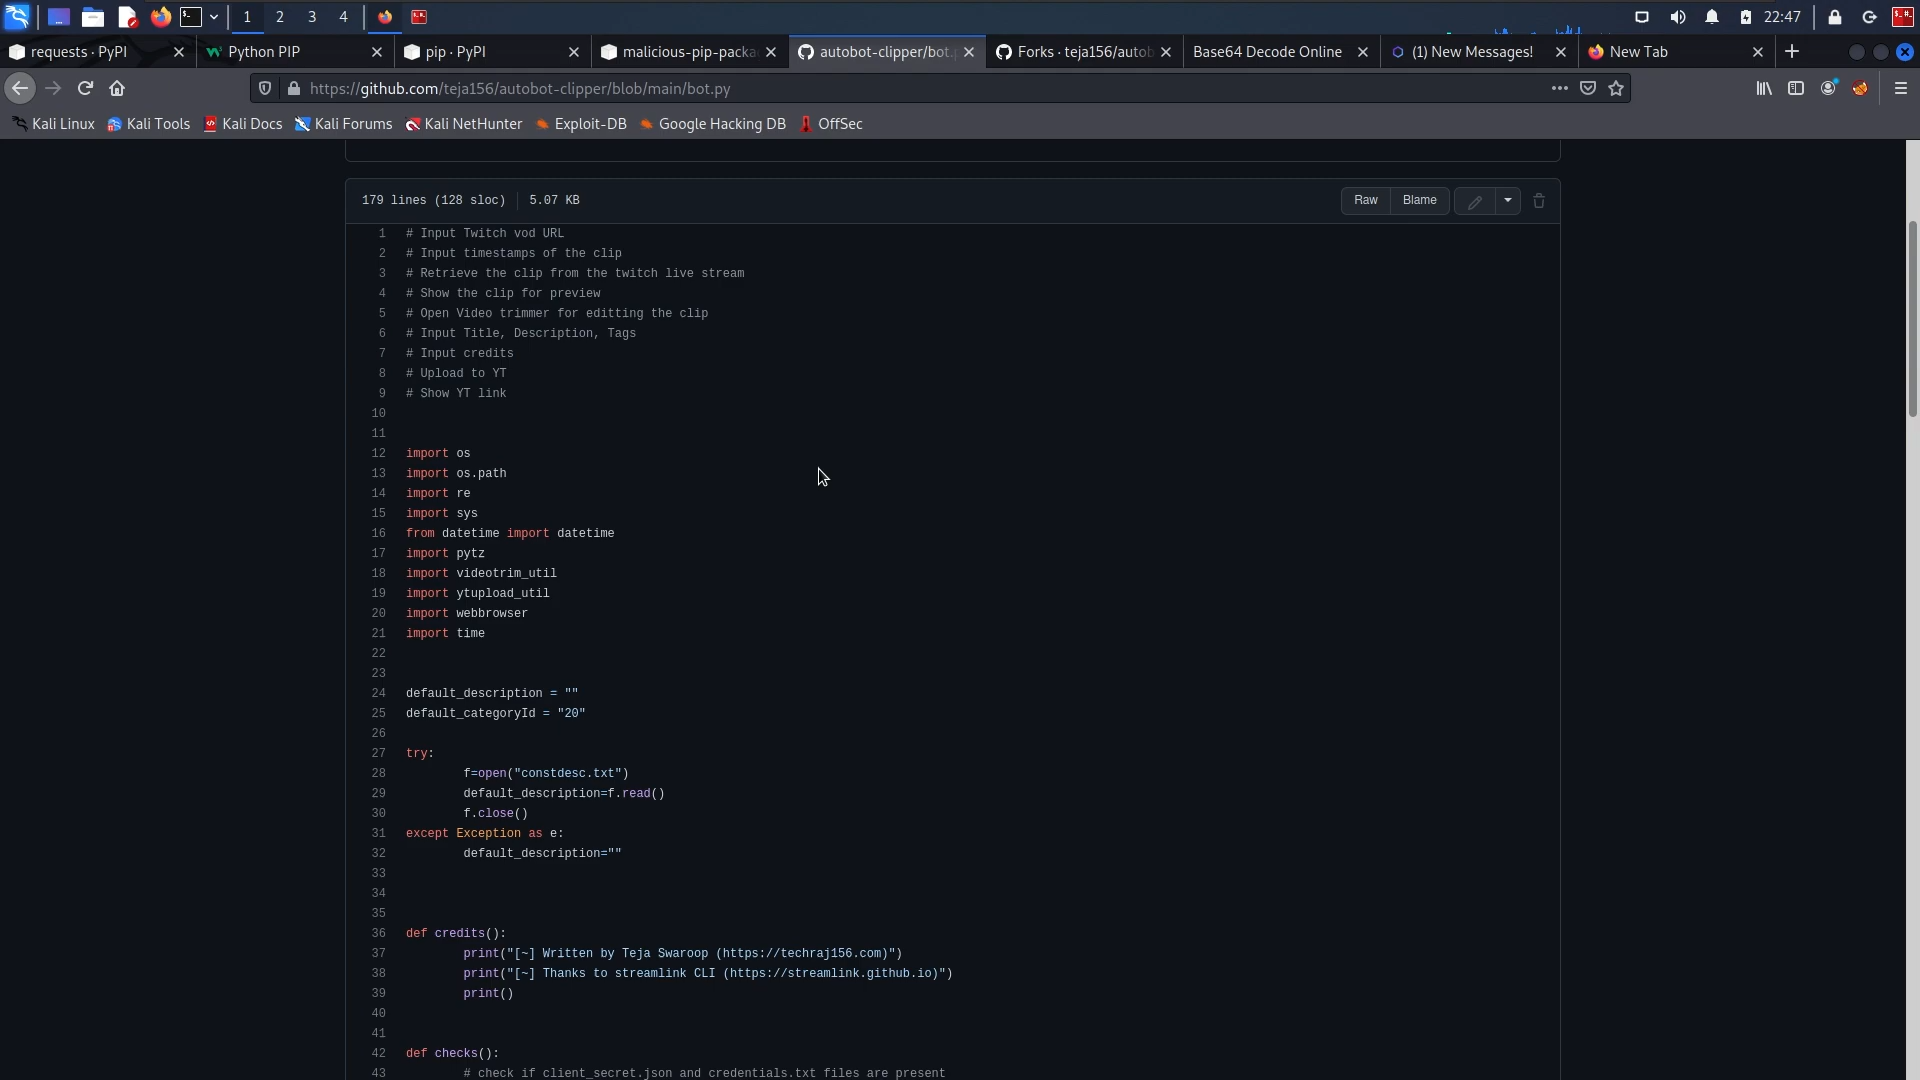 1 2 3 4 22:47
requests · PyPI Python PIP pip · PyPI malicious-pip-packa autobot-clipper/bot. Forks · teja156/autob Base64 Decode Online (1) New Messages! New Tab
https://github.com/teja156/autobot-clipper/blob/main/bot.py
Kali Linux Kali Tools Kali Docs Kali Forums Kali NetHunter Exploit-DB Google Hacking DB OffSec
179 lines (128 sloc) 5.07 KB Raw Blame
1 # Input Twitch vod URL
2 # Input timestamps of the clip
3 # Retrieve the clip from the twitch live stream
4 # Show the clip for preview
5 # Open Video trimmer for editting the clip
6 # Input Title, Description, Tags
7 # Input credits
8 # Upload to YT
9 # Show YT link
10
11
12 import os
13 import os.path
14 import re
15 import sys
16 from datetime import datetime
17 import pytz
18 import videotrim_util
19 import ytupload_util
20 import webbrowser
21 import time
22
23
24 default_description = ""
25 default_categoryId = "20"
26
27 try:
28 f=open("constdesc.txt")
29 default_description=f.read()
30 f.close()
31 except Exception as e:
32 default_description=""
33
34
35
36 def credits():
37 print("[~] Written by Teja Swaroop (https://techraj156.com)")
38 print("[~] Thanks to streamlink CLI (https://streamlink.github.io)")
39 print()
40
41
42 def checks():
43 # check if client_secret.json and credentials.txt files are present